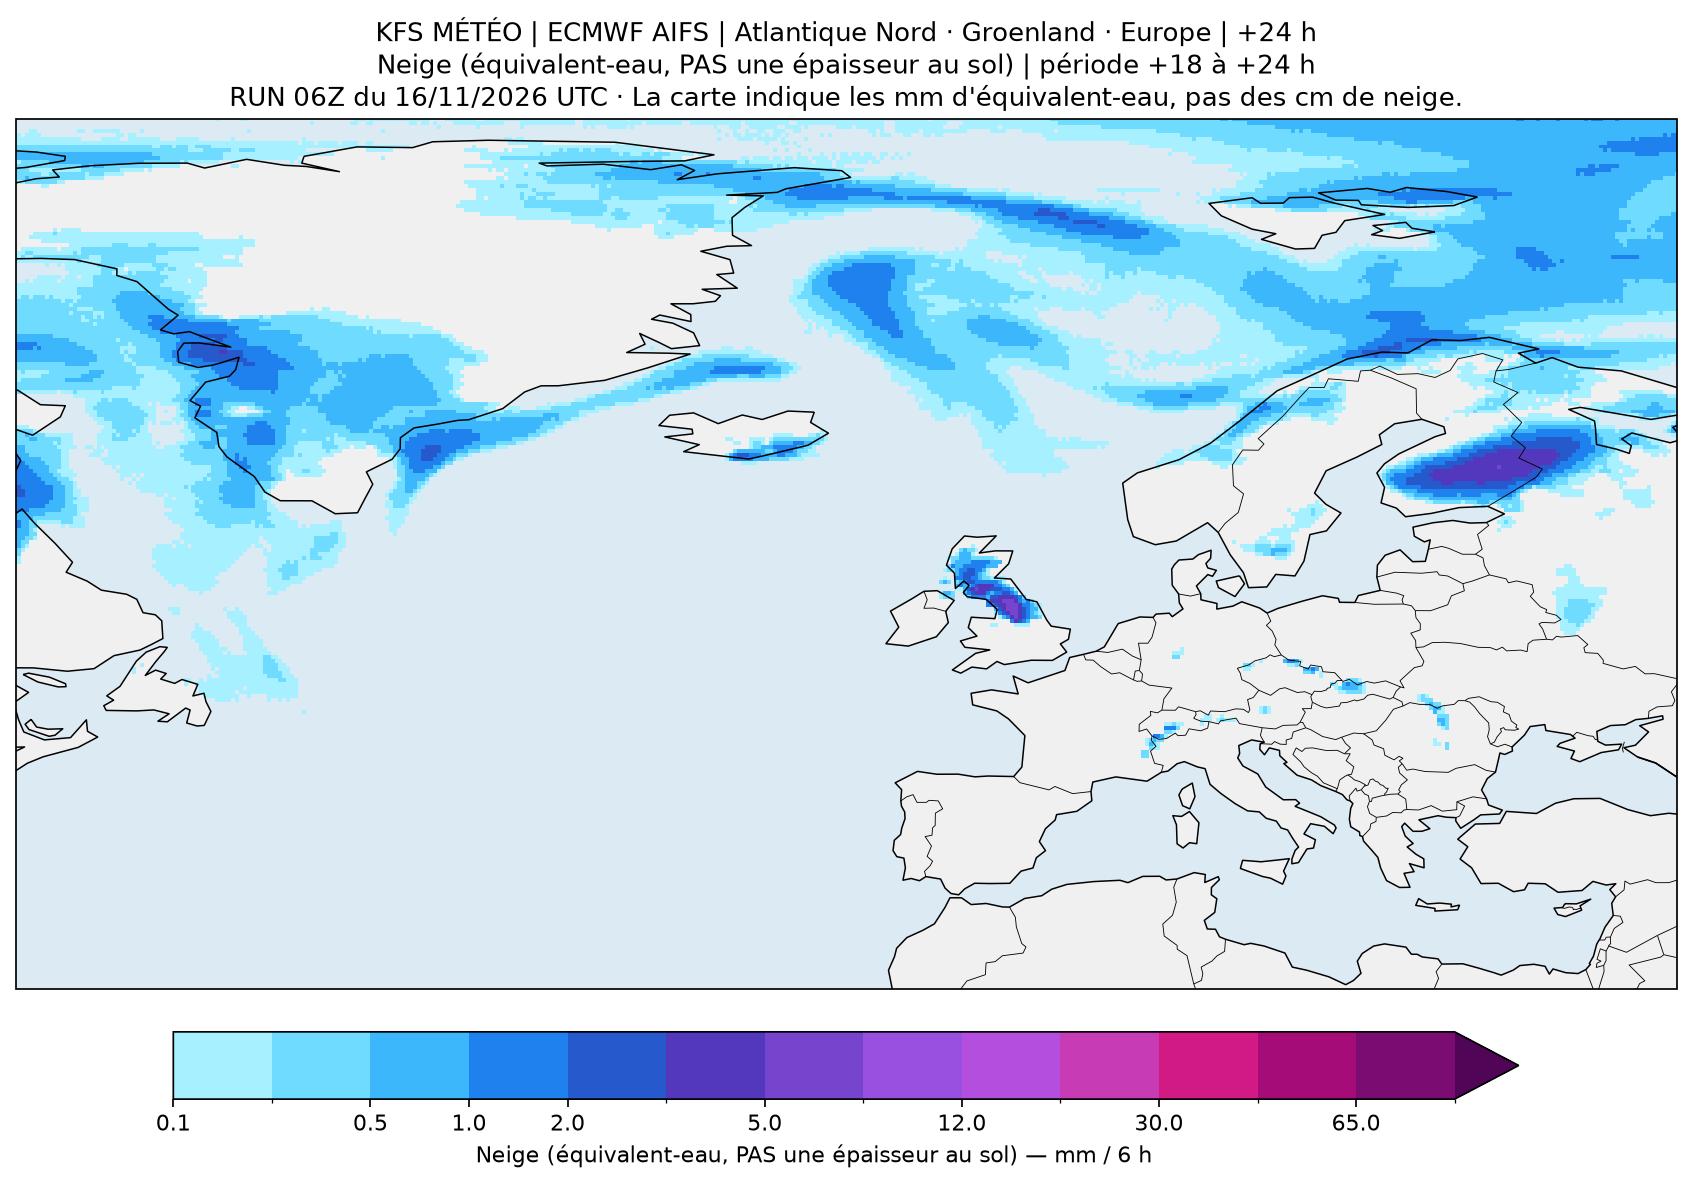 KFS MÉTÉO | ECMWF AIFS | Atlantique Nord · Groenland · Europe | +24 h
Neige (équivalent-eau, PAS une épaisseur au sol) | période +18 à +24 h
RUN 06Z du 16/11/2026 UTC · La carte indique les mm d'équivalent-eau, pas des cm de neige.
0.1 0.5 1.0 2.0 5.0 12.0 30.0 65.0
Neige (équivalent-eau, PAS une épaisseur au sol) — mm / 6 h